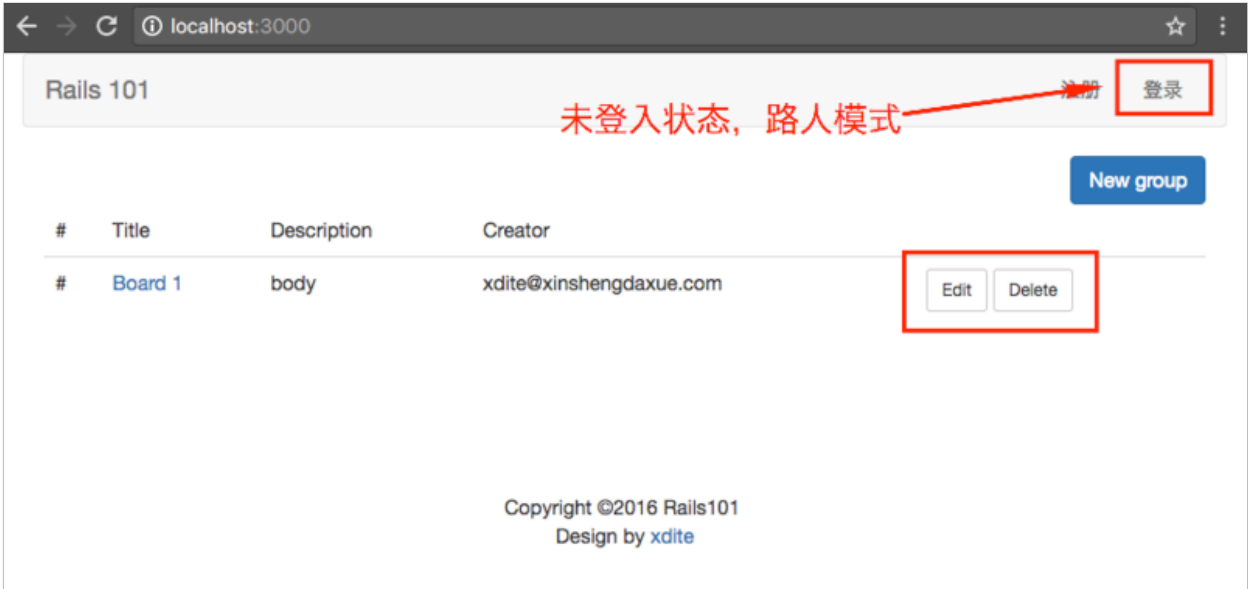 localhost:3000
Rails 101 注册 登录
未登入状态，路人模式
New group
# Title Description Creator
# Board 1 body xdite@xinshengdaxue.com Edit Delete
Copyright ©2016 Rails101
Design by xdite